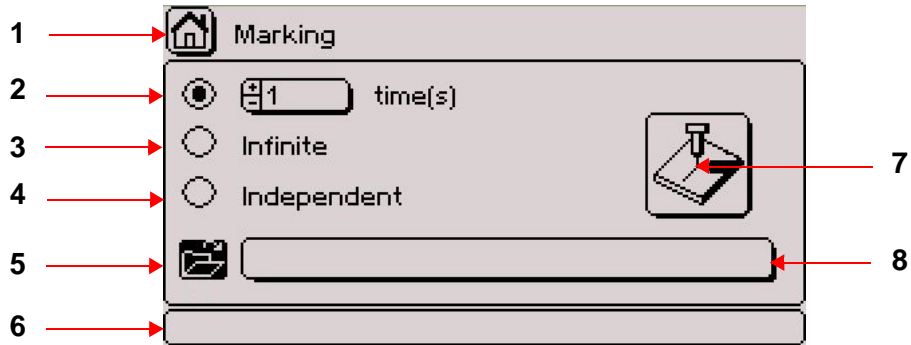 1 Marking
2 1 time(s)
3 Infinite
4 Independent
7
5
8
6